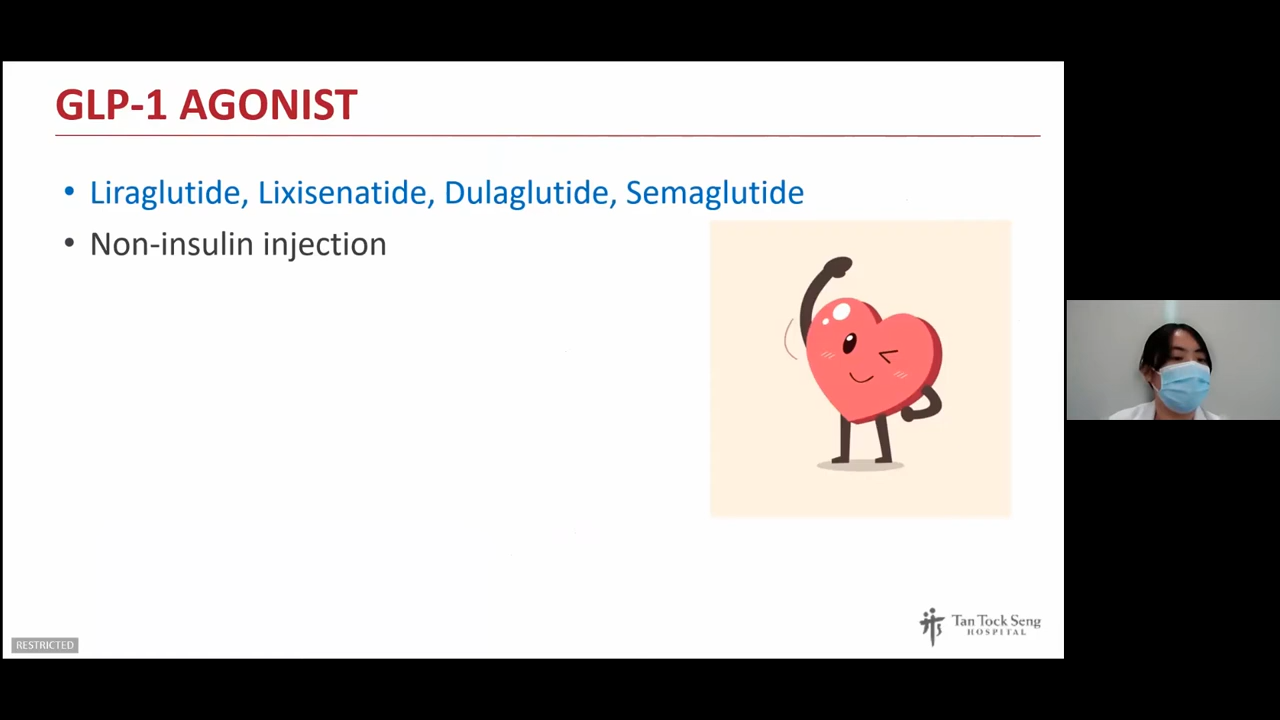 GLP-1 AGONIST
• Liraglutide, Lixisenatide, Dulaglutide, Semaglutide
• Non-insulin injection
Tan Tock Seng
HOSPITAL
RESTRICTED